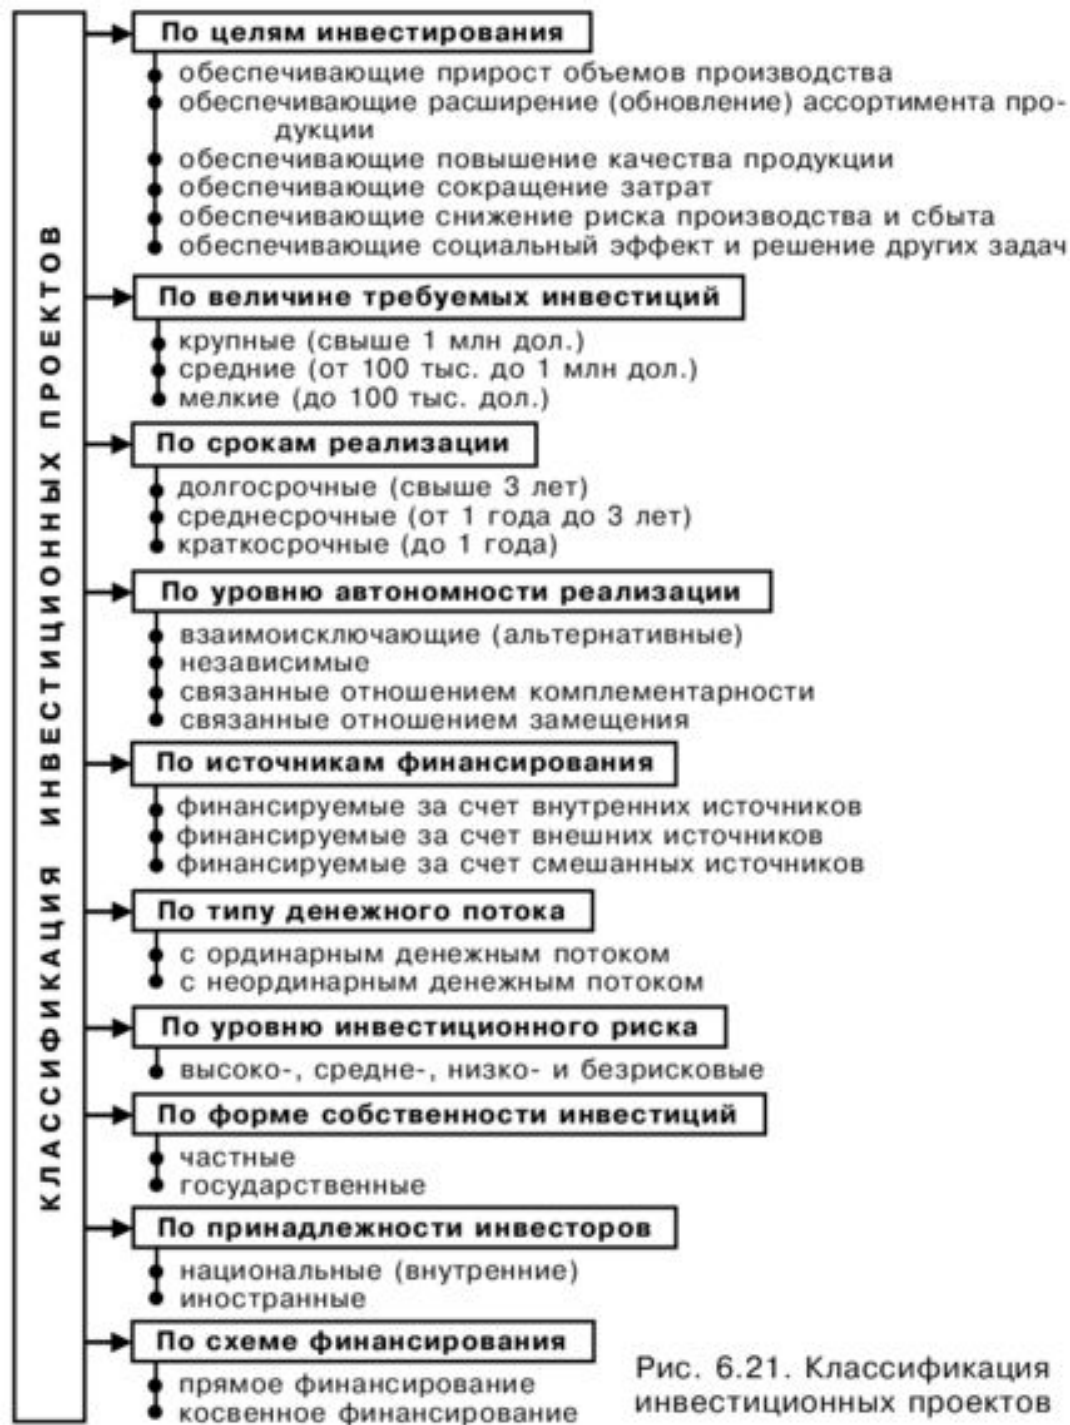 КЛАССИФИКАЦИЯ ИНВЕСТИЦИОННЫХ ПРОЕКТОВ
По целям инвестирования
обеспечивающие прирост объемов производства
обеспечивающие расширение (обновление) ассортимента про-
дукции
обеспечивающие повышение качества продукции
обеспечивающие сокращение затрат
обеспечивающие снижение риска производства и сбыта
обеспечивающие социальный эффект и решение других задач
По величине требуемых инвестиций
крупные (свыше 1 млн дол.)
средние (от 100 тыс. до 1 млн дол.)
мелкие (до 100 тыс. дол.)
По срокам реализации
долгосрочные (свыше 3 лет)
среднесрочные (от 1 года до 3 лет)
краткосрочные (до 1 года)
По уровню автономности реализации
взаимоисключающие (альтернативные)
независимые
связанные отношением комплементарности
связанные отношением замещения
По источникам финансирования
финансируемые за счет внутренних источников
финансируемые за счет внешних источников
финансируемые за счет смешанных источников
По типу денежного потока
с ординарным денежным потоком
с неординарным денежным потоком
По уровню инвестиционного риска
высоко-, средне-, низко- и безрисковые
По форме собственности инвестиций
частные
государственные
По принадлежности инвесторов
национальные (внутренние)
иностранные
По схеме финансирования
прямое финансирование
косвенное финансирование
Рис. 6.21. Классификация
инвестиционных проектов